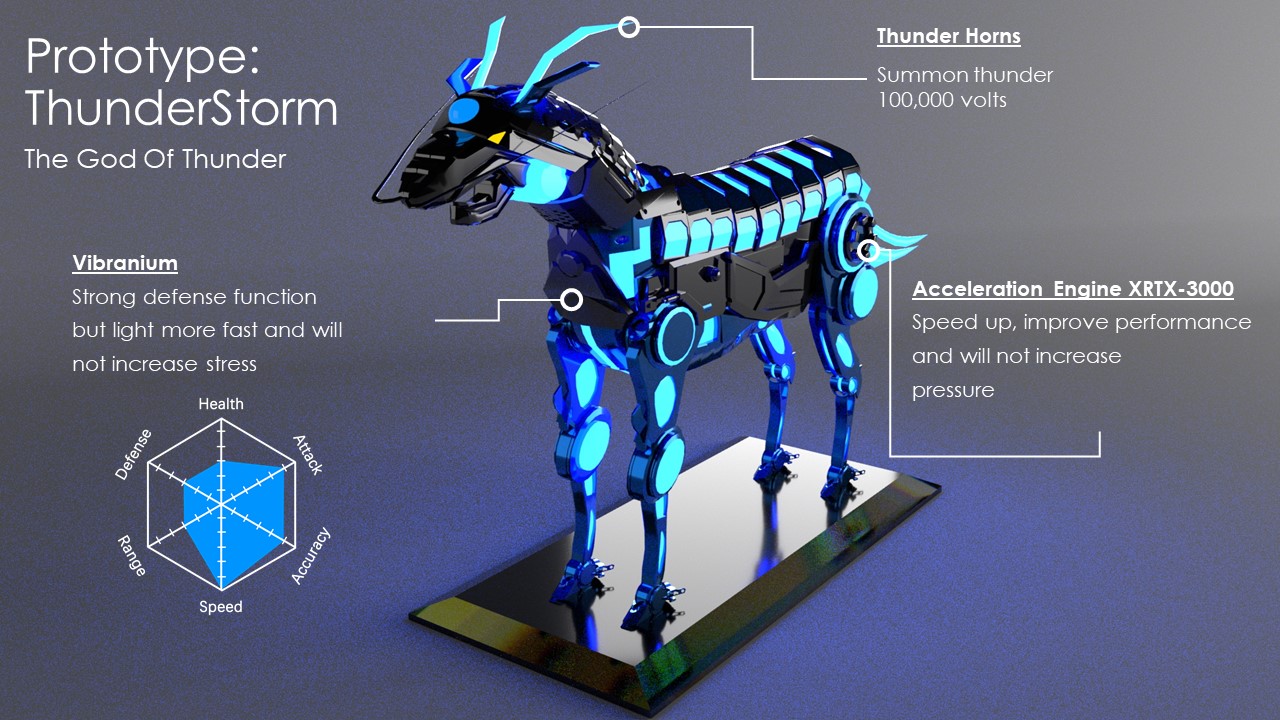 Prototype:
ThunderStorm
The God Of Thunder
Thunder Horns
Summon thunder
100,000 volts
Vibranium
Strong defense function
but light more fast and will
not increase stress
Acceleration Engine XRTX-3000
Speed up, improve performance
and will not increase
pressure
Health
Defense
Attack
Range
Accuracy
Speed